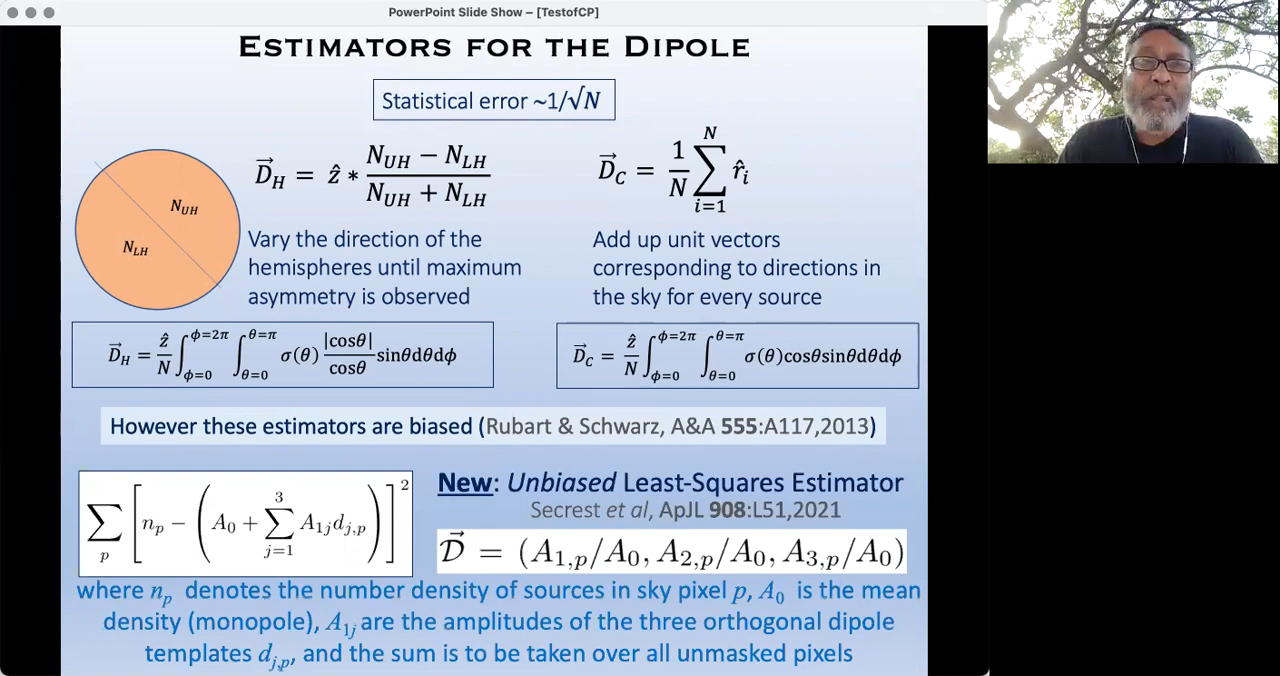 PowerPoint Slide Show – [TestofCP]
ESTIMATORS FOR THE DIPOLE
Statistical error ~1/√N
N_UH
N_LH
D⃗_H = ẑ * (N_UH − N_LH)/(N_UH + N_LH)
D⃗_C = 1/N ∑_{i=1}^{N} r̂_i
Vary the direction of the
hemispheres until maximum
asymmetry is observed
Add up unit vectors
corresponding to directions in
the sky for every source
D⃗_H = ẑ/N ∫_{ϕ=0}^{ϕ=2π} ∫_{θ=0}^{θ=π} σ(θ) |cosθ|/cosθ sinθdθdϕ
D⃗_C = ẑ/N ∫_{ϕ=0}^{ϕ=2π} ∫_{θ=0}^{θ=π} σ(θ)cosθsinθdθdϕ
However these estimators are biased (Rubart & Schwarz, A&A 555:A117,2013)
∑_p [n_p − (A_0 + ∑_{j=1}^{3} A_{1j}d_{j,p})]^2
New: Unbiased Least-Squares Estimator
Secrest et al, ApJL 908:L51,2021
D⃗ = (A_{1,p}/A_0, A_{2,p}/A_0, A_{3,p}/A_0)
where n_p denotes the number density of sources in sky pixel p, A_0 is the mean
density (monopole), A_{1j} are the amplitudes of the three orthogonal dipole
templates d_{j,p}, and the sum is to be taken over all unmasked pixels